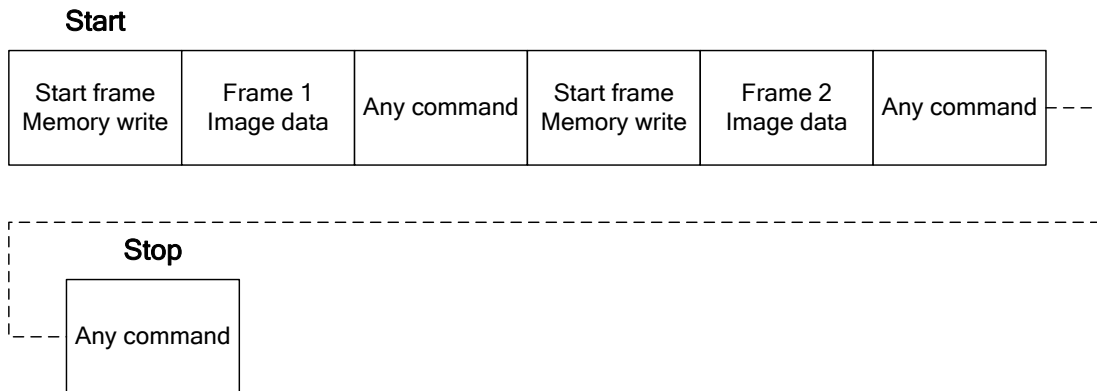 Start
Start frame
Memory write
Frame 1
Image data
Any command
Start frame
Memory write
Frame 2
Image data
Any command
Stop
Any command